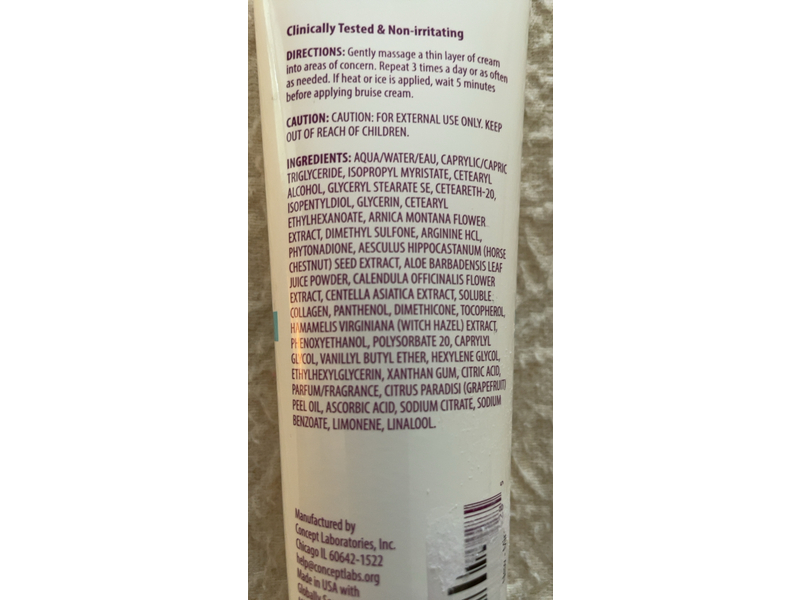 Clinically Tested & Non-irritating
DIRECTIONS: Gently massage a thin layer of cream
into areas of concern. Repeat 3 times a day or as often
as needed. If heat or ice is applied, wait 5 minutes
before applying bruise cream.
CAUTION: CAUTION: FOR EXTERNAL USE ONLY. KEEP
OUT OF REACH OF CHILDREN.
INGREDIENTS: AQUA/WATER/EAU, CAPRYLIC/CAPRIC
TRIGLYCERIDE, ISOPROPYL MYRISTATE, CETEARYL
ALCOHOL, GLYCERYL STEARATE SE, CETEARETH-20,
ISOPENTYLDIOL, GLYCERIN, CETEARYL
ETHYLHEXANOATE, ARNICA MONTANA FLOWER
EXTRACT, DIMETHYL SULFONE, ARGININE HCL,
PHYTONADIONE, AESCULUS HIPPOCASTANUM (HORSE
CHESTNUT) SEED EXTRACT, ALOE BARBADENSIS LEAF
JUICE POWDER, CALENDULA OFFICINALIS FLOWER
EXTRACT, CENTELLA ASIATICA EXTRACT, SOLUBLE
COLLAGEN, PANTHENOL, DIMETHICONE, TOCOPHEROL,
HAMAMELIS VIRGINIANA (WITCH HAZEL) EXTRACT,
PHENOXYETHANOL, POLYSORBATE 20, CAPRYLYL
GLYCOL, VANILLYL BUTYL ETHER, HEXYLENE GLYCOL,
ETHYLHEXYLGLYCERIN, XANTHAN GUM, CITRIC ACID,
PARFUM/FRAGRANCE, CITRUS PARADISI (GRAPEFRUIT)
PEEL OIL, ASCORBIC ACID, SODIUM CITRATE, SODIUM
BENZOATE, LIMONENE, LINALOOL.
Manufactured by
Concept Laboratories, Inc.
Chicago IL 60642-1522
help@conceptlabs.org
Made in USA with
Globally